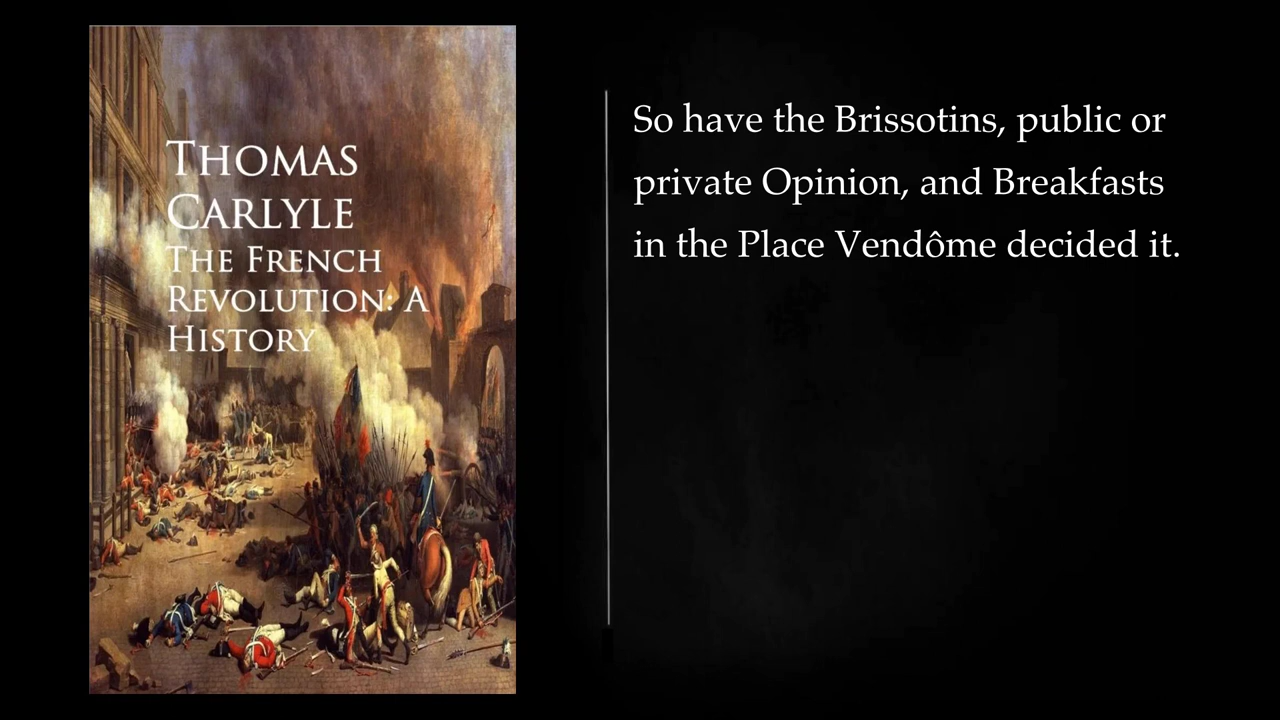 THOMAS
CARLYLE
THE FRENCH
REVOLUTION: A
HISTORY
So have the Brissotins, public or
private Opinion, and Breakfasts
in the Place Vendôme decided it.